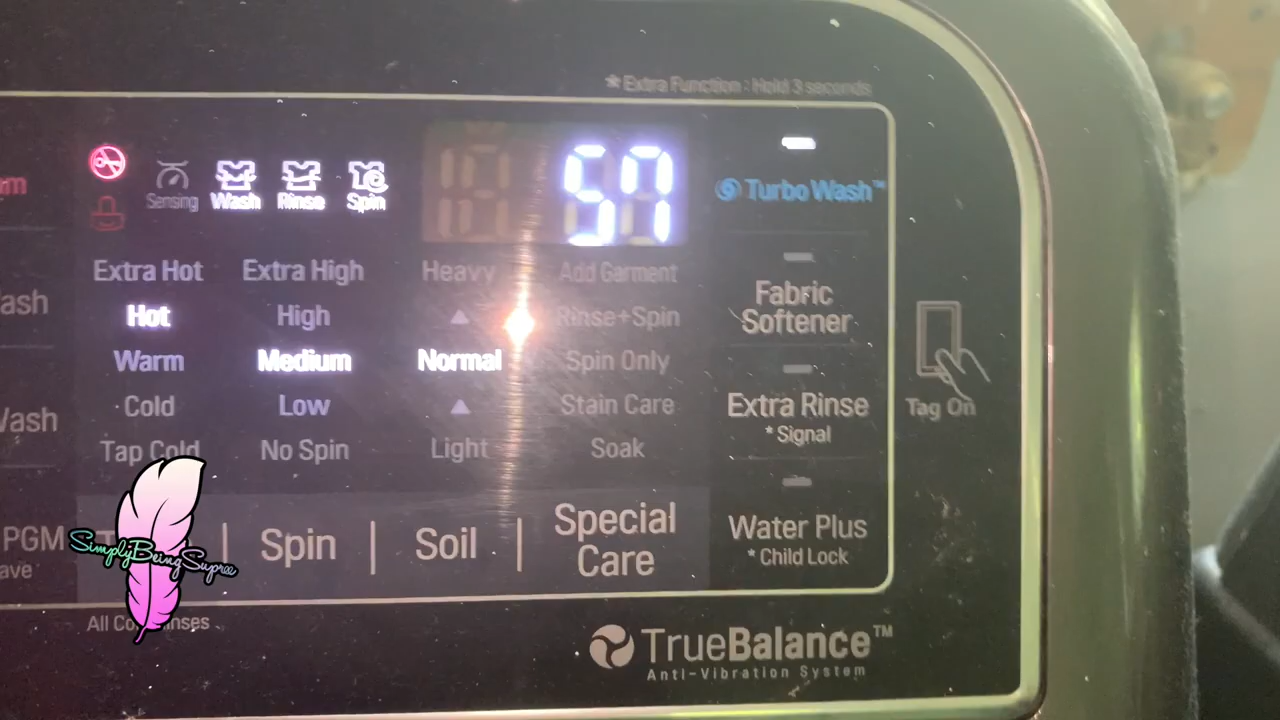 * Extra Function : Hold 3 seconds
Sensing Wash Rinse Spin
57
Turbo Wash™
Extra Hot Extra High Heavy Add Garment
Hot High Rinse+Spin
Warm Medium Normal Spin Only
Cold Low Stain Care
Tap Cold No Spin Light Soak
Fabric
Softener
Extra Rinse
* Signal
Tag On
Spin Soil Special
Care
Water Plus
* Child Lock
PGM
SimplyBeingSupree
TrueBalance™
Anti-Vibration System